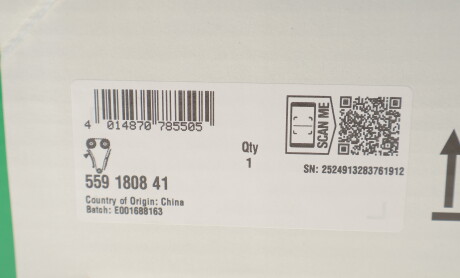 4 014870 785505
SCAN ME
Qty
1
SN: 2524913283761912
559 1808 41
Country of Origin: China
Batch: E001688163